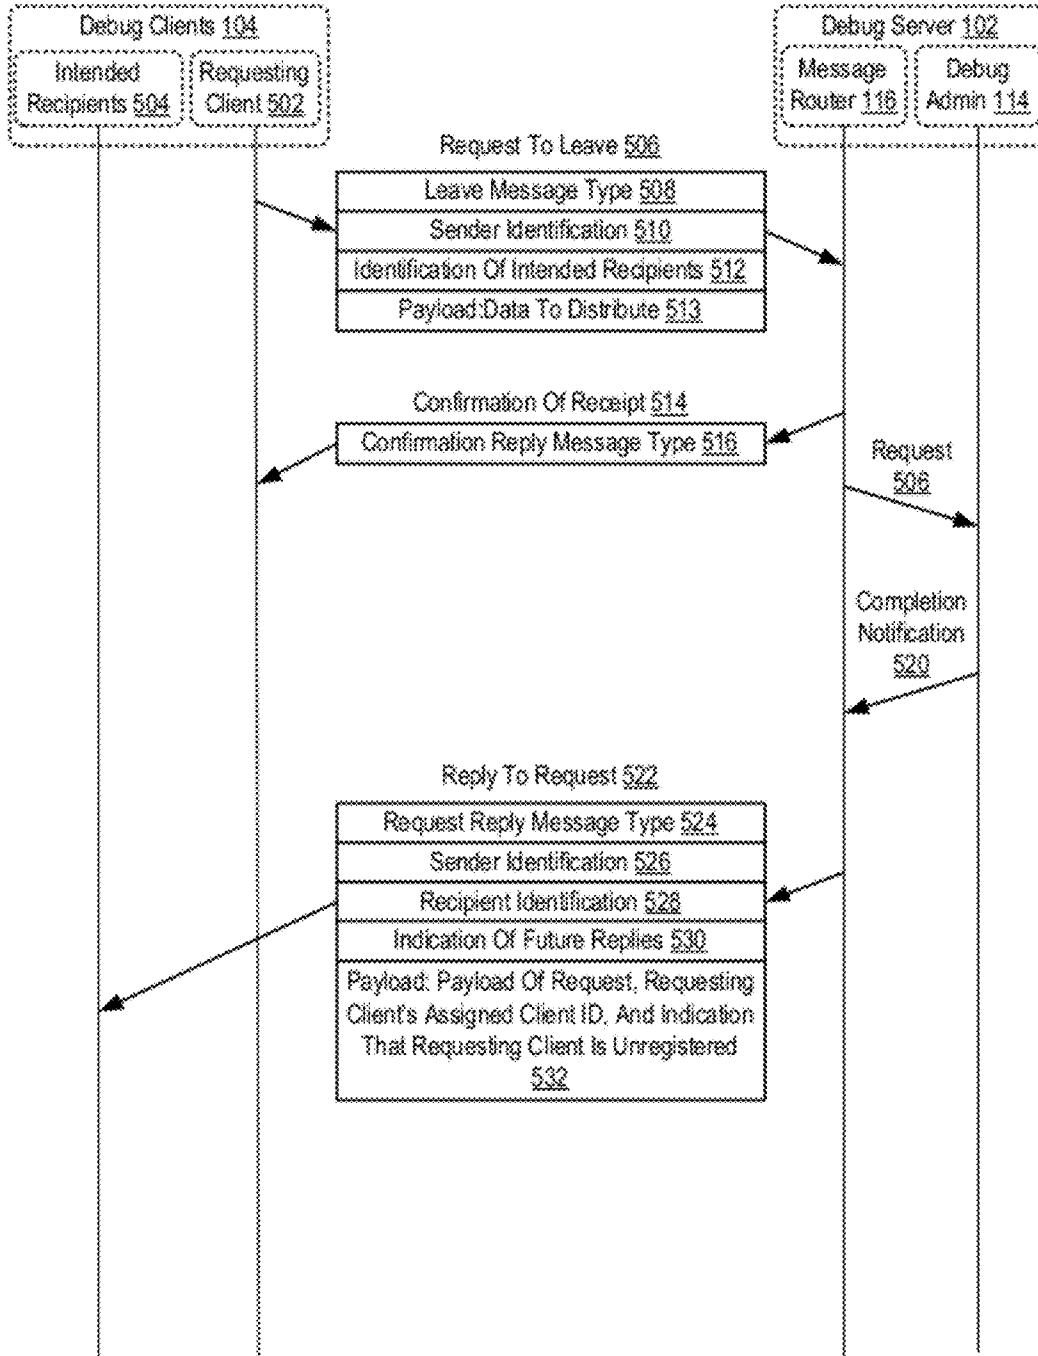 Debug Clients 104
Debug Server 102
Intended
Recipients 504
Requesting
Client 502
Message
Router 116
Debug
Admin 114
Request To Leave 506
Leave Message Type 508
Sender Identification 510
Identification Of Intended Recipients 512
Payload:Data To Distribute 513
Confirmation Of Receipt 514
Confirmation Reply Message Type 516
Request
506
Completion
Notification
520
Reply To Request 522
Request Reply Message Type 524
Sender Identification 526
Recipient Identification 528
Indication Of Future Replies 530
Payload: Payload Of Request, Requesting
Client's Assigned Client ID, And Indication
That Requesting Client Is Unregistered
532